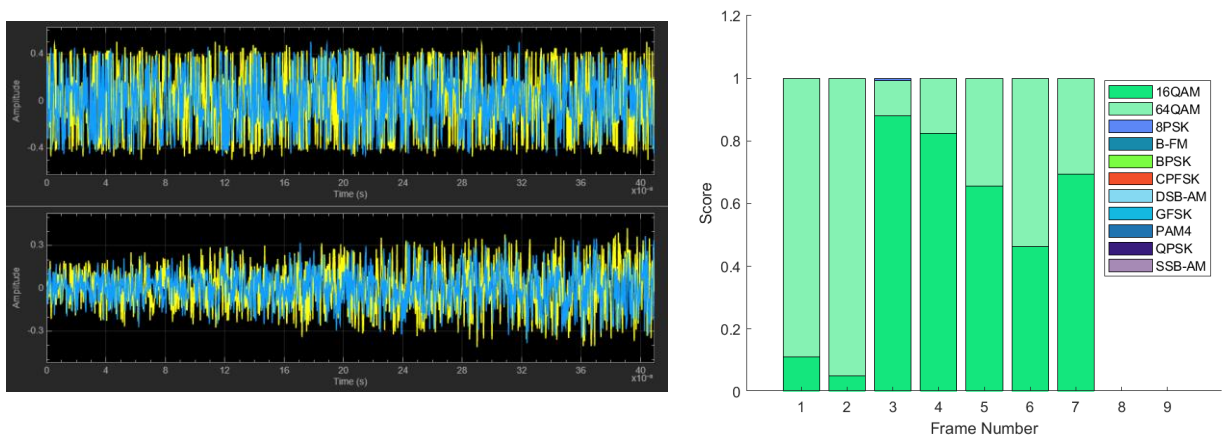 0.4
0
-0.4
Amplitude
0 4 8 12 16 20 24 28 32 36 40
Time (s)
x10⁻⁶
0.3
0
-0.3
Amplitude
0 4 8 12 16 20 24 28 32 36 40
Time (s)
x10⁻⁶
1.2
1
0.8
0.6
0.4
0.2
0
Score
1 2 3 4 5 6 7 8 9
Frame Number
16QAM
64QAM
8PSK
B-FM
BPSK
CPFSK
DSB-AM
GFSK
PAM4
QPSK
SSB-AM